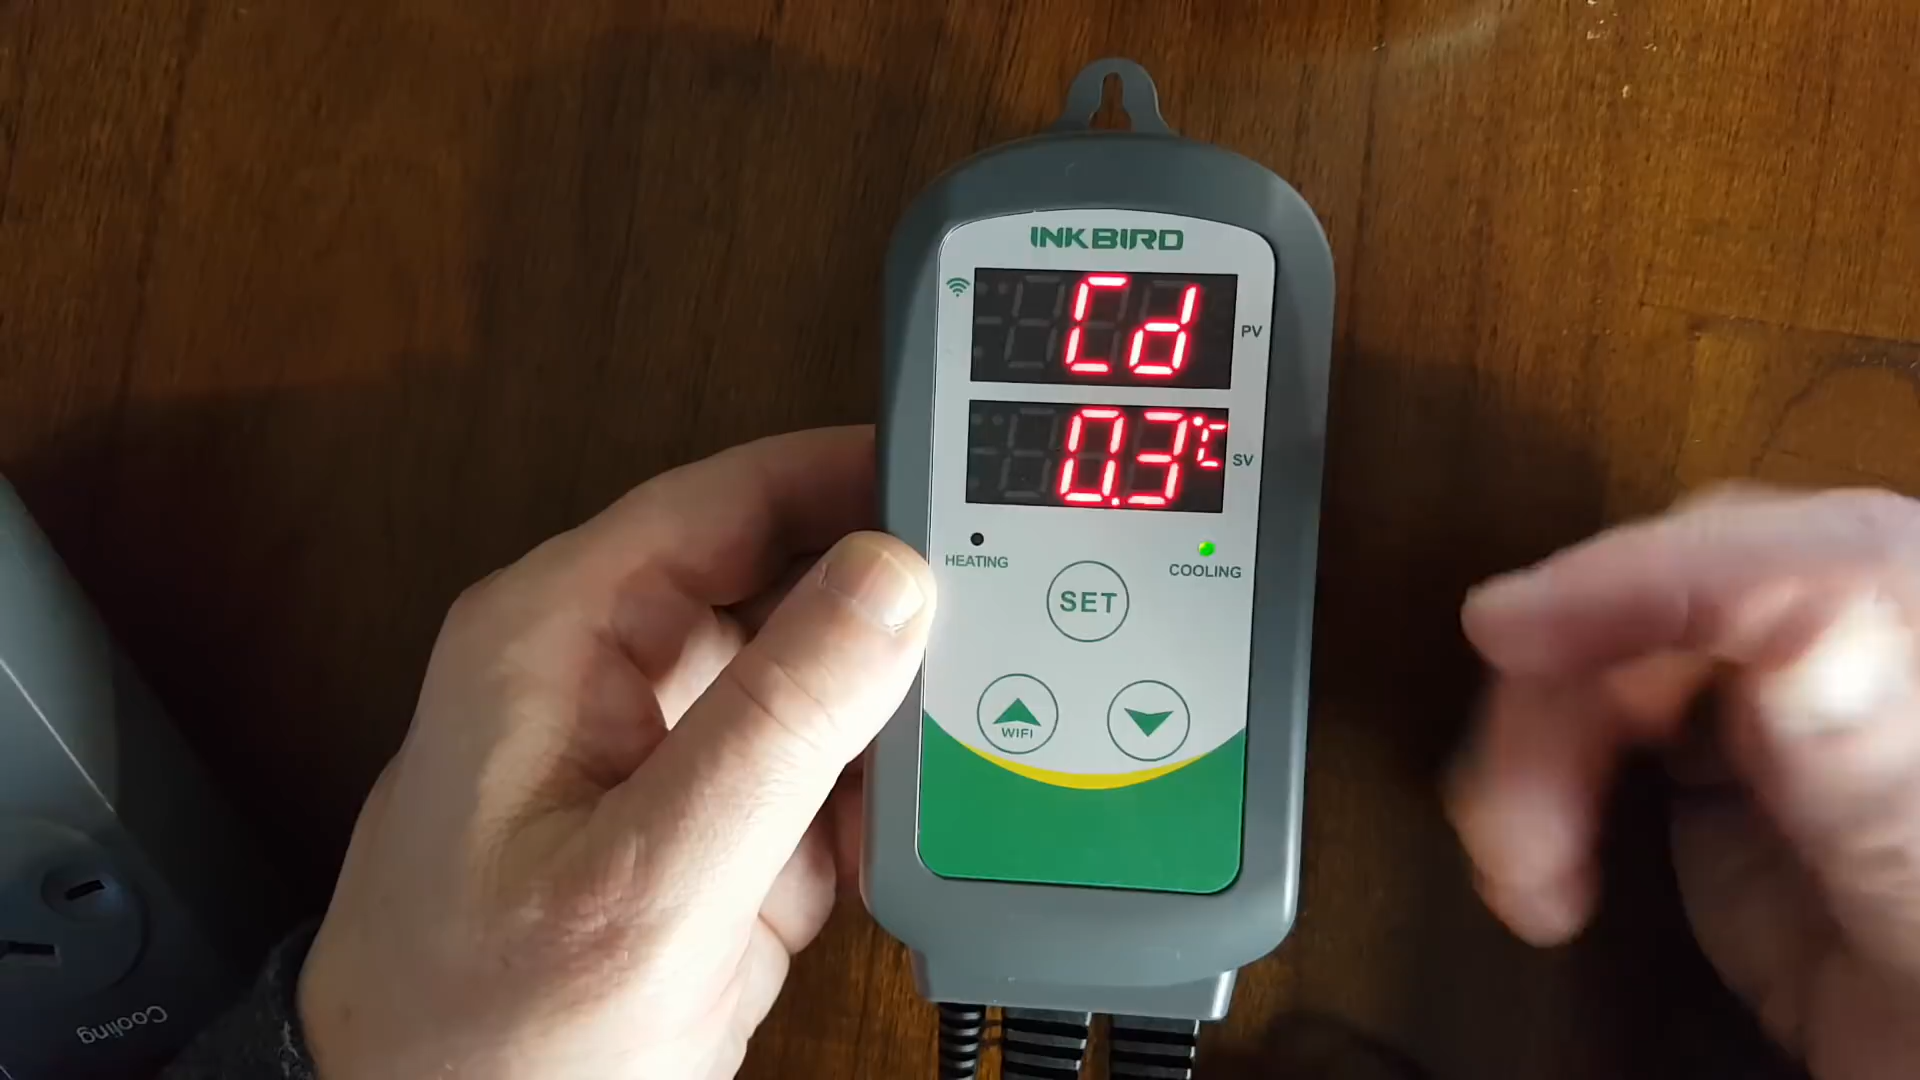 INKBIRD
Cd
PV
0.3°C
SV
HEATING
COOLING
SET
WIFI
Cooling